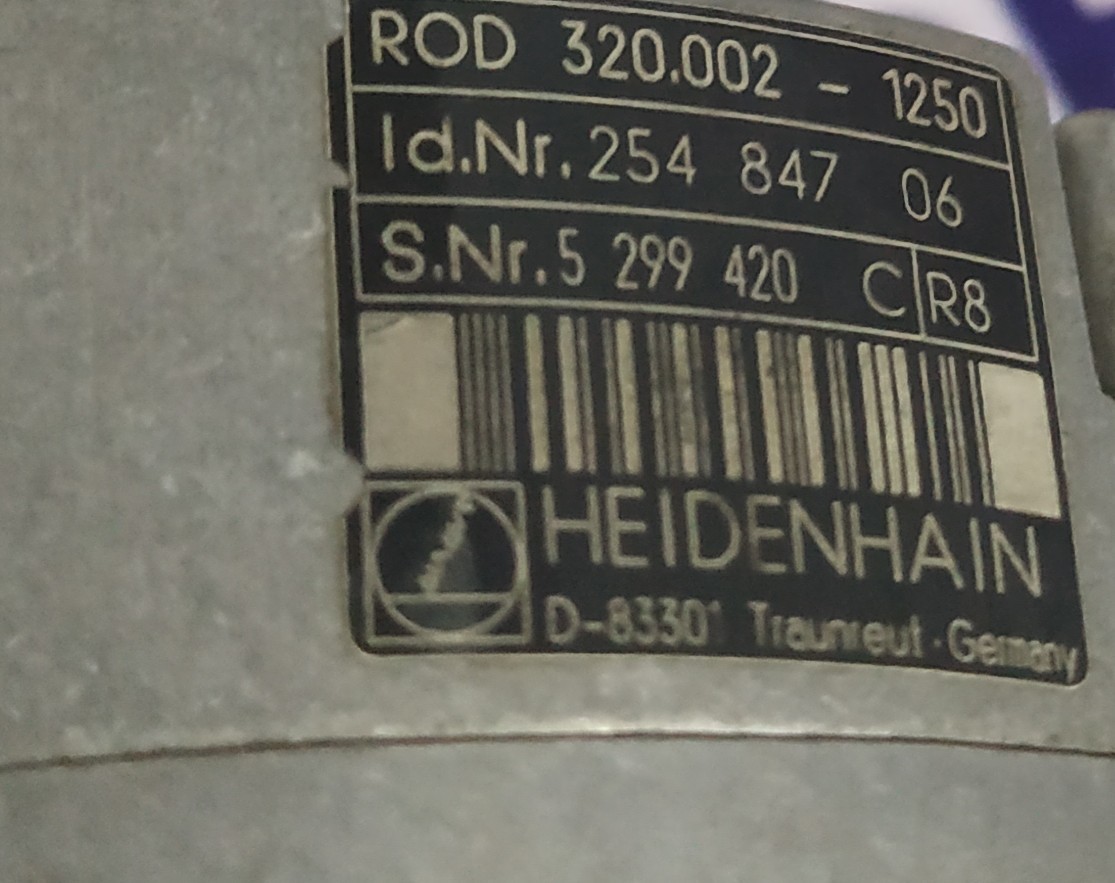 ROD 320.002 - 1250
Id.Nr. 254 847 06
S.Nr. 5 299 420 C R8
HEIDENHAIN
D-83301 Traunreut · Germany